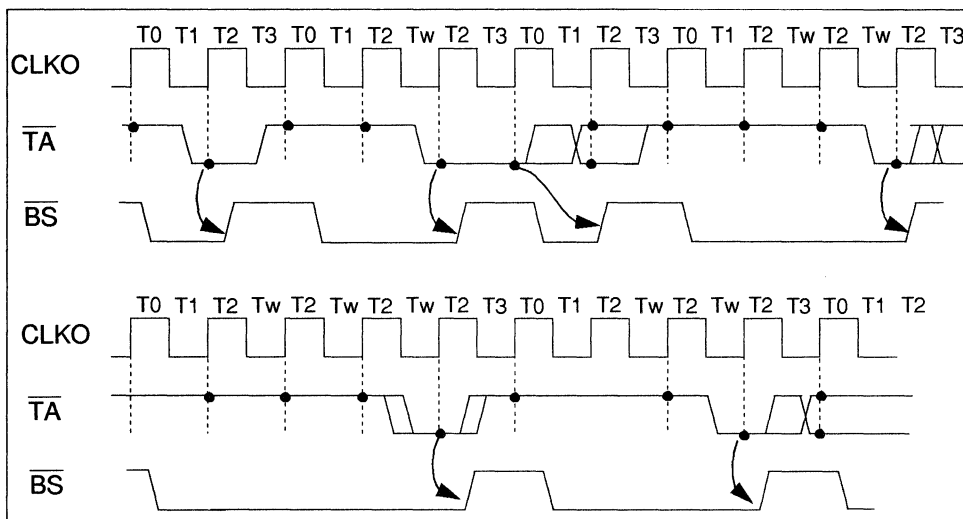 T0 T1 T2 T3 T0 T1 T2 Tw T2 T3 T0 T1 T2 T3 T0 T1 T2 Tw T2 Tw T2 T3
CLKO
TA
BS
T0 T1 T2 Tw T2 Tw T2 Tw T2 T3 T0 T1 T2 Tw T2 Tw T2 T3 T0 T1 T2
CLKO
TA
BS